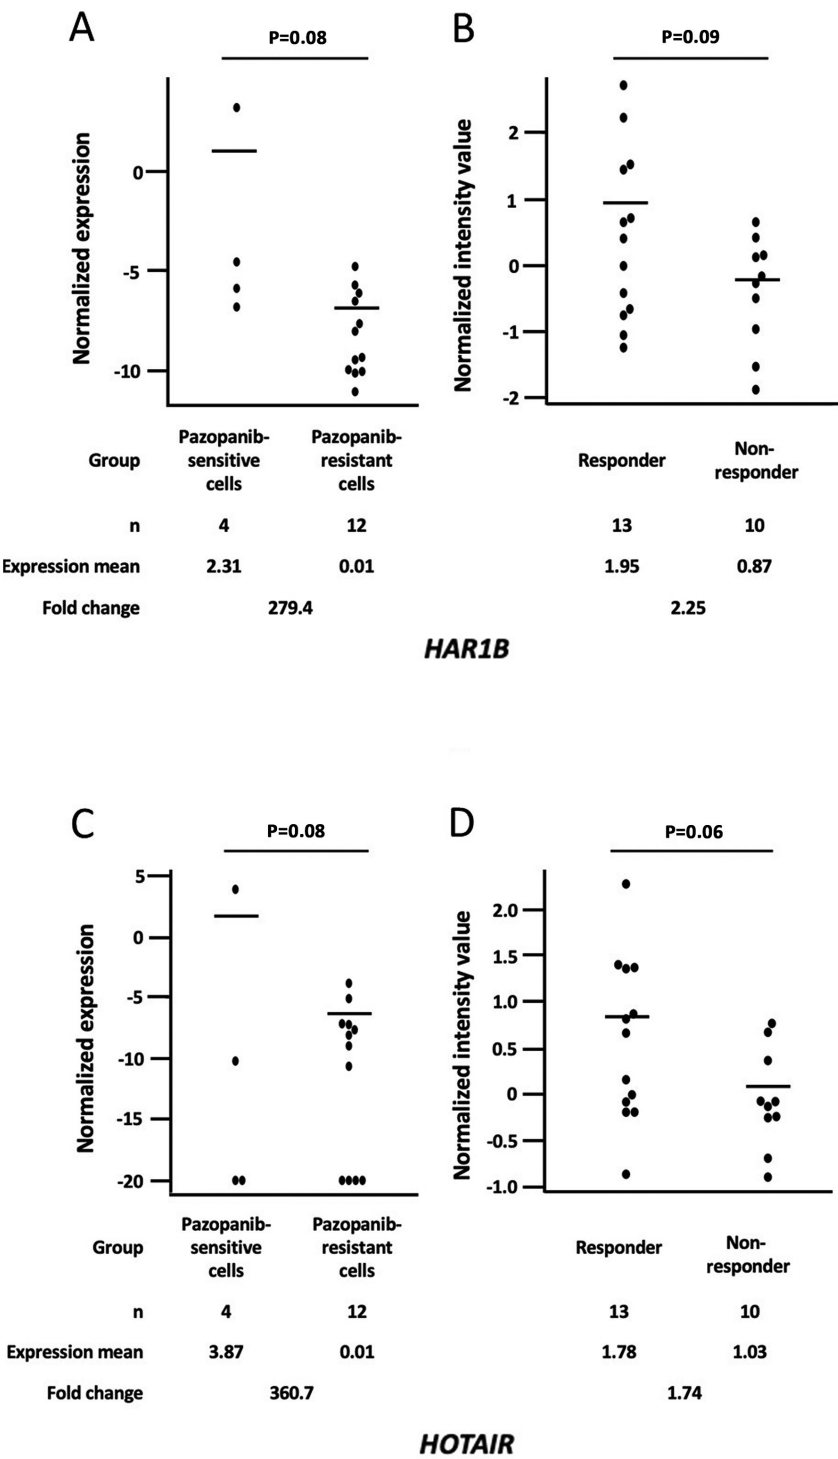 A
P=0.08
Normalized expression
0
-5
-10
Group
Pazopanib-
sensitive
cells
Pazopanib-
resistant
cells
n
4
12
Expression mean
2.31
0.01
Fold change
279.4
B
P=0.09
Normalized intensity value
2
1
0
-1
-2
Responder
Non-
responder
13
10
1.95
0.87
2.25
HAR1B
C
P=0.08
Normalized expression
5
0
-5
-10
-15
-20
Group
Pazopanib-
sensitive
cells
Pazopanib-
resistant
cells
n
4
12
Expression mean
3.87
0.01
Fold change
360.7
D
P=0.06
Normalized intensity value
2.0
1.5
1.0
0.5
0
-0.5
-1.0
Responder
Non-
responder
13
10
1.78
1.03
1.74
HOTAIR